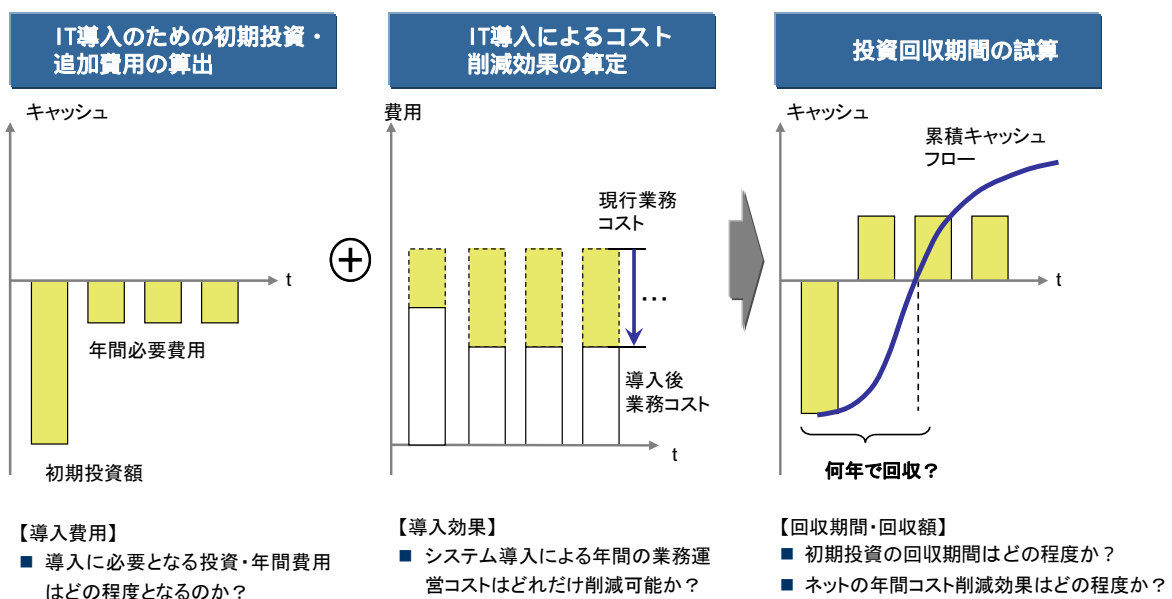 IT導入のための初期投資・
追加費用の算出
キャッシュ
t
年間必要費用
初期投資額
【導入費用】
■ 導入に必要となる投資・年間費用
はどの程度となるのか？
+
IT導入によるコスト
削減効果の算定
費用
現行業務
コスト
…
導入後
業務コスト
t
【導入効果】
■ システム導入による年間の業務運
営コストはどれだけ削減可能か？
投資回収期間の試算
キャッシュ
累積キャッシュ
フロー
t
何年で回収？
【回収期間・回収額】
■ 初期投資の回収期間はどの程度か？
■ ネットの年間コスト削減効果はどの程度か？